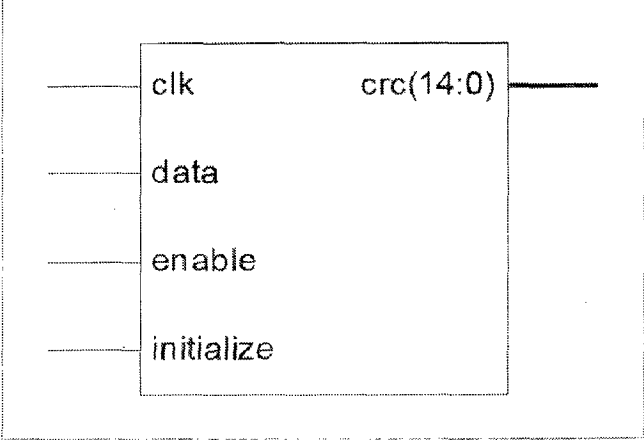 clk crc(14:0)
data
enable
initialize